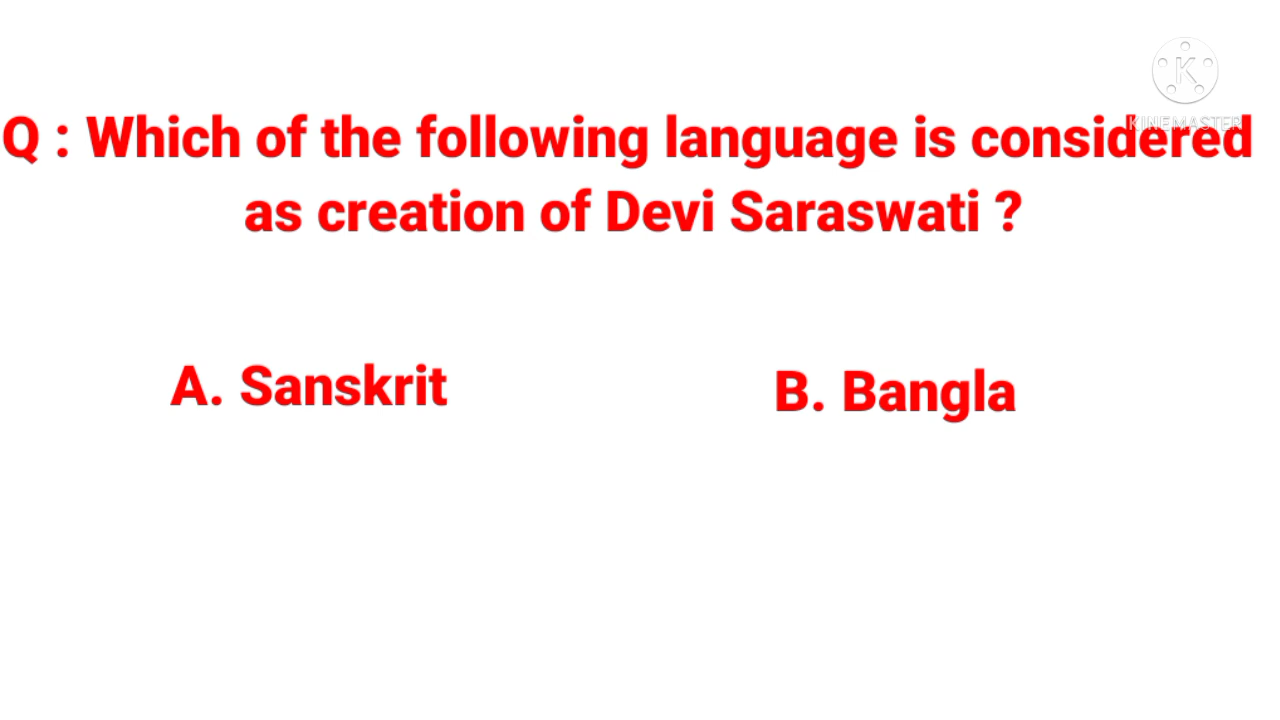 K
KINEMASTER
Q : Which of the following language is considered
as creation of Devi Saraswati ?
A. Sanskrit
B. Bangla